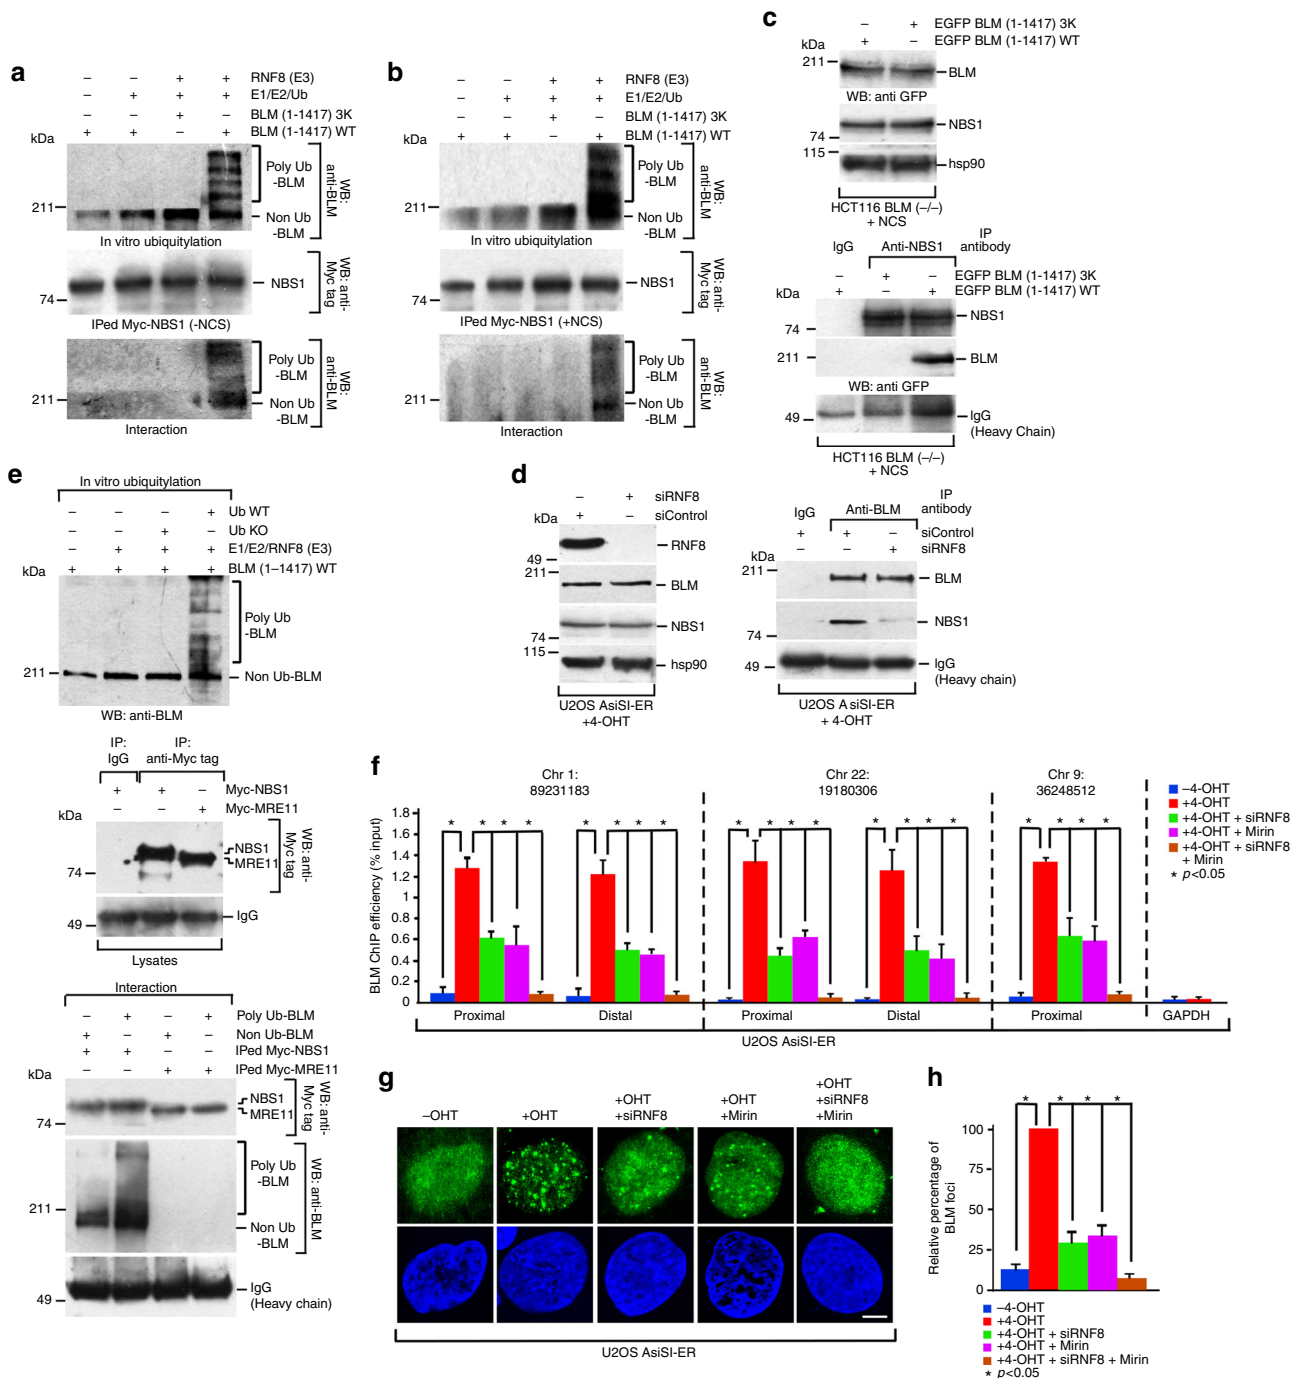 a
− − + + RNF8 (E3)
− + + + E1/E2/Ub
− − + − BLM (1-1417) 3K
+ + − + BLM (1-1417) WT
kDa
211
Poly Ub
-BLM
Non Ub
-BLM
WB:
anti-BLM
In vitro ubiquitylation
74
NBS1
WB: anti-
Myc tag
IPed Myc-NBS1 (-NCS)
211
Poly Ub
-BLM
Non Ub
-BLM
WB:
anti-BLM
Interaction
b
− − + + RNF8 (E3)
− + + + E1/E2/Ub
− − + − BLM (1-1417) 3K
+ + − + BLM (1-1417) WT
kDa
211
Poly Ub
-BLM
Non Ub
-BLM
WB:
anti-BLM
In vitro ubiquitylation
74
NBS1
WB: anti-
Myc tag
IPed Myc-NBS1 (+NCS)
211
Poly Ub
-BLM
Non Ub
-BLM
WB:
anti-BLM
Interaction
c
− + EGFP BLM (1-1417) 3K
+ − EGFP BLM (1-1417) WT
kDa
211
BLM
WB: anti GFP
NBS1
74
115
hsp90
HCT116 BLM (−/−)
+ NCS
IgG Anti-NBS1 IP
antibody
− + − EGFP BLM (1-1417) 3K
+ − + EGFP BLM (1-1417) WT
kDa
NBS1
74
211
BLM
WB: anti GFP
49
IgG
(Heavy Chain)
HCT116 BLM (−/−)
+ NCS
d
− + siRNF8
+ − siControl
kDa
RNF8
49
211
BLM
NBS1
74
115
hsp90
U2OS AsiSI-ER
+4-OHT
IgG Anti-BLM IP
antibody
+ + − siControl
− − + siRNF8
kDa
211
BLM
NBS1
74
49
IgG
(Heavy chain)
U2OS A siSI-ER
+ 4-OHT
e
In vitro ubiquitylation
− − − + Ub WT
− − + − Ub KO
− + + + E1/E2/RNF8 (E3)
+ + + + BLM (1–1417) WT
kDa
Poly Ub
-BLM
211
Non Ub-BLM
WB: anti-BLM
IP:
IgG
IP:
anti-Myc tag
+ + − Myc-NBS1
− − + Myc-MRE11
kDa
NBS1
MRE11
74
WB: anti-
Myc tag
49
IgG
Lysates
Interaction
− + − + Poly Ub-BLM
+ − + − Non Ub-BLM
+ + − − IPed Myc-NBS1
− − + + IPed Myc-MRE11
kDa
NBS1
MRE11
74
WB: anti-
Myc tag
Poly Ub
-BLM
211
Non Ub
-BLM
WB: anti-BLM
49
IgG
(Heavy chain)
f
Chr 1:
89231183
Chr 22:
19180306
Chr 9:
36248512
BLM ChIP efficiency (% input)
1.8
1.6
1.4
1.2
1
0.8
0.6
0.4
0.2
0
* * * * * * * * * * * * * * * * * * * *
Proximal Distal Proximal Distal Proximal GAPDH
U2OS AsiSI-ER
−4-OHT
+4-OHT
+4-OHT + siRNF8
+4-OHT + Mirin
+4-OHT + siRNF8
+ Mirin
* p<0.05
g
−OHT
+OHT
+OHT
+siRNF8
+OHT
+Mirin
+OHT
+siRNF8
+Mirin
U2OS AsiSI-ER
h
Relative percentage of
BLM foci
100
75
50
25
0
* * * *
−4-OHT
+4-OHT
+4-OHT + siRNF8
+4-OHT + Mirin
+4-OHT + siRNF8 + Mirin
* p<0.05